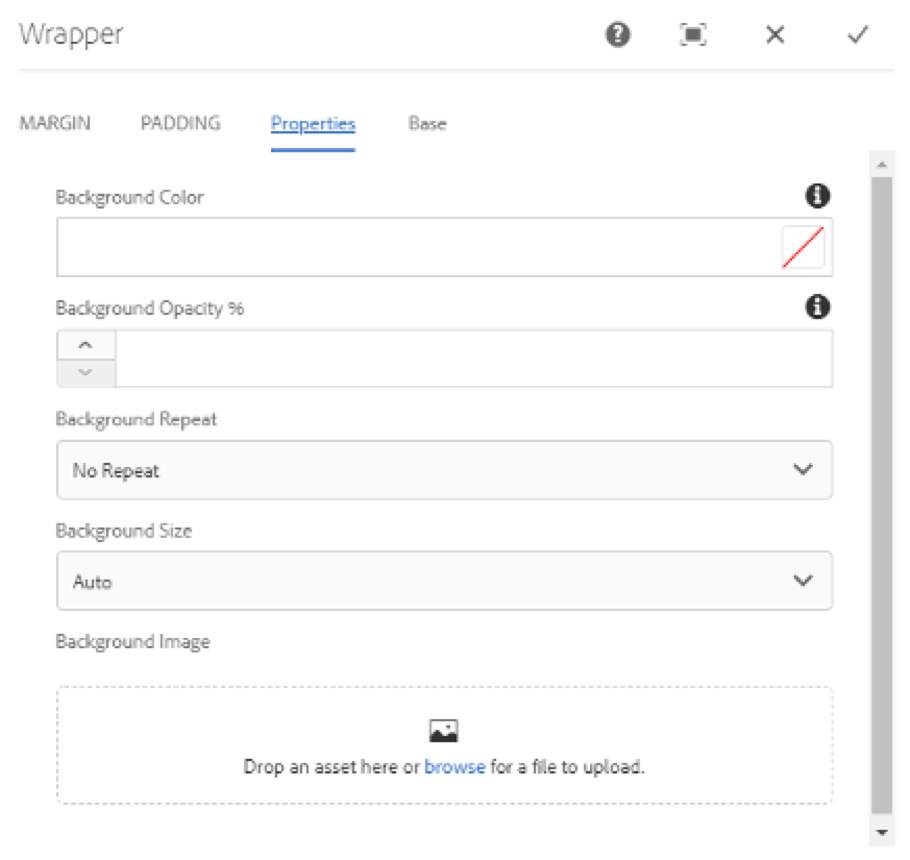 Wrapper
MARGIN PADDING Properties Base
Background Color
Background Opacity %
Background Repeat
No Repeat
Background Size
Auto
Background Image
Drop an asset here or browse for a file to upload.